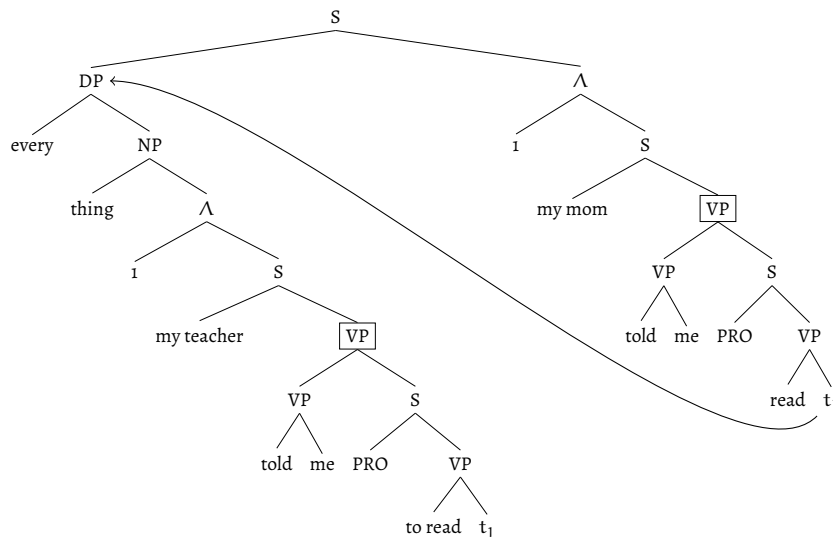 S
DP Λ
every NP 1 S
thing Λ my mom VP
1 S VP S
my teacher VP told me PRO VP
VP S read t
told me PRO VP
to read t₁